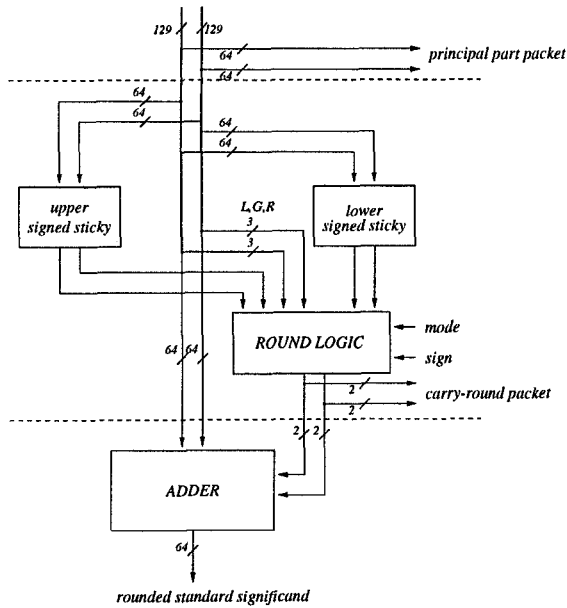 129 129
64
principal part packet
64
64
64
64
64
upper
signed sticky
L,G,R
3
3
lower
signed sticky
ROUND LOGIC
mode
sign
64 64
2
carry-round packet
2
2 2
ADDER
64
rounded standard significand